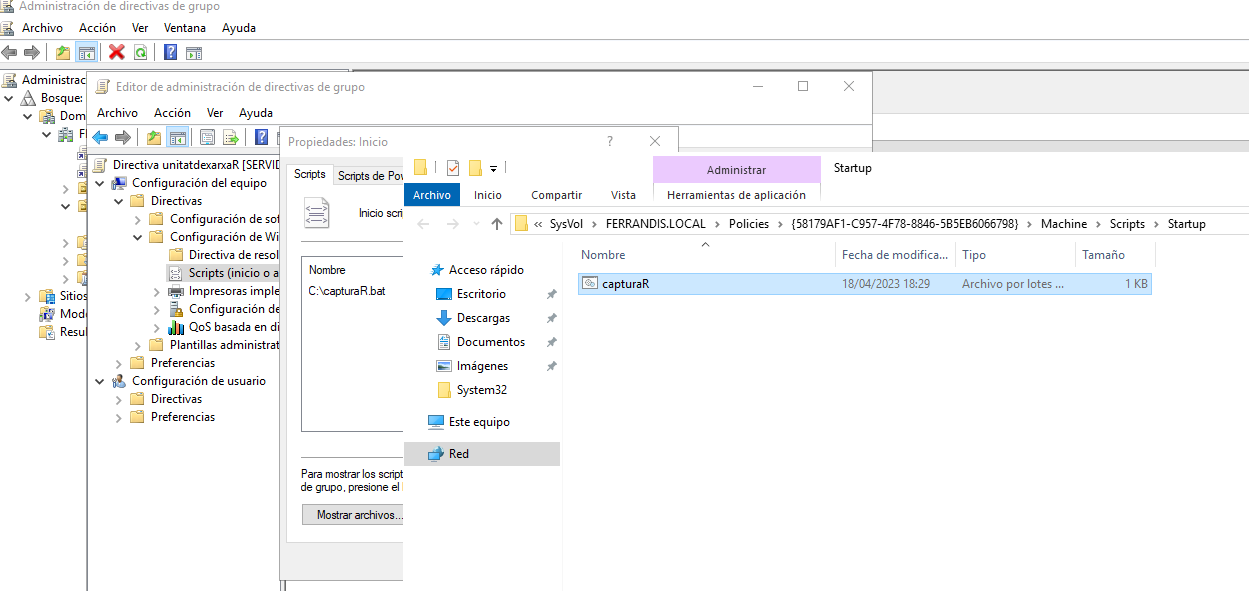 Administración de directivas de grupo
Archivo Acción Ver Ventana Ayuda
Administrac
Bosque:
Dom
F
Sitios
Mode
Resul
Editor de administración de directivas de grupo
Archivo Acción Ver Ayuda
Directiva unitatdexarxaR [SERVID
Configuración del equipo
Directivas
Configuración de sof
Configuración de Wi
Directiva de resol
Scripts (inicio o a
Impresoras imple
Configuración de
QoS basada en di
Plantillas administrat
Preferencias
Configuración de usuario
Directivas
Preferencias
Propiedades: Inicio
?
Scripts Scripts de Pow
Inicio scri
Nombre
C:\capturaR.bat
Para mostrar los script
de grupo, presione el
Mostrar archivos...
Administrar Startup
Archivo Inicio Compartir Vista Herramientas de aplicación
« SysVol > FERRANDIS.LOCAL > Policies > {58179AF1-C957-4F78-8846-5B5EB6066798} > Machine > Scripts > Startup
Nombre Fecha de modifica... Tipo Tamaño
capturaR 18/04/2023 18:29 Archivo por lotes ... 1 KB
Acceso rápido
Escritorio
Descargas
Documentos
Imágenes
System32
Este equipo
Red